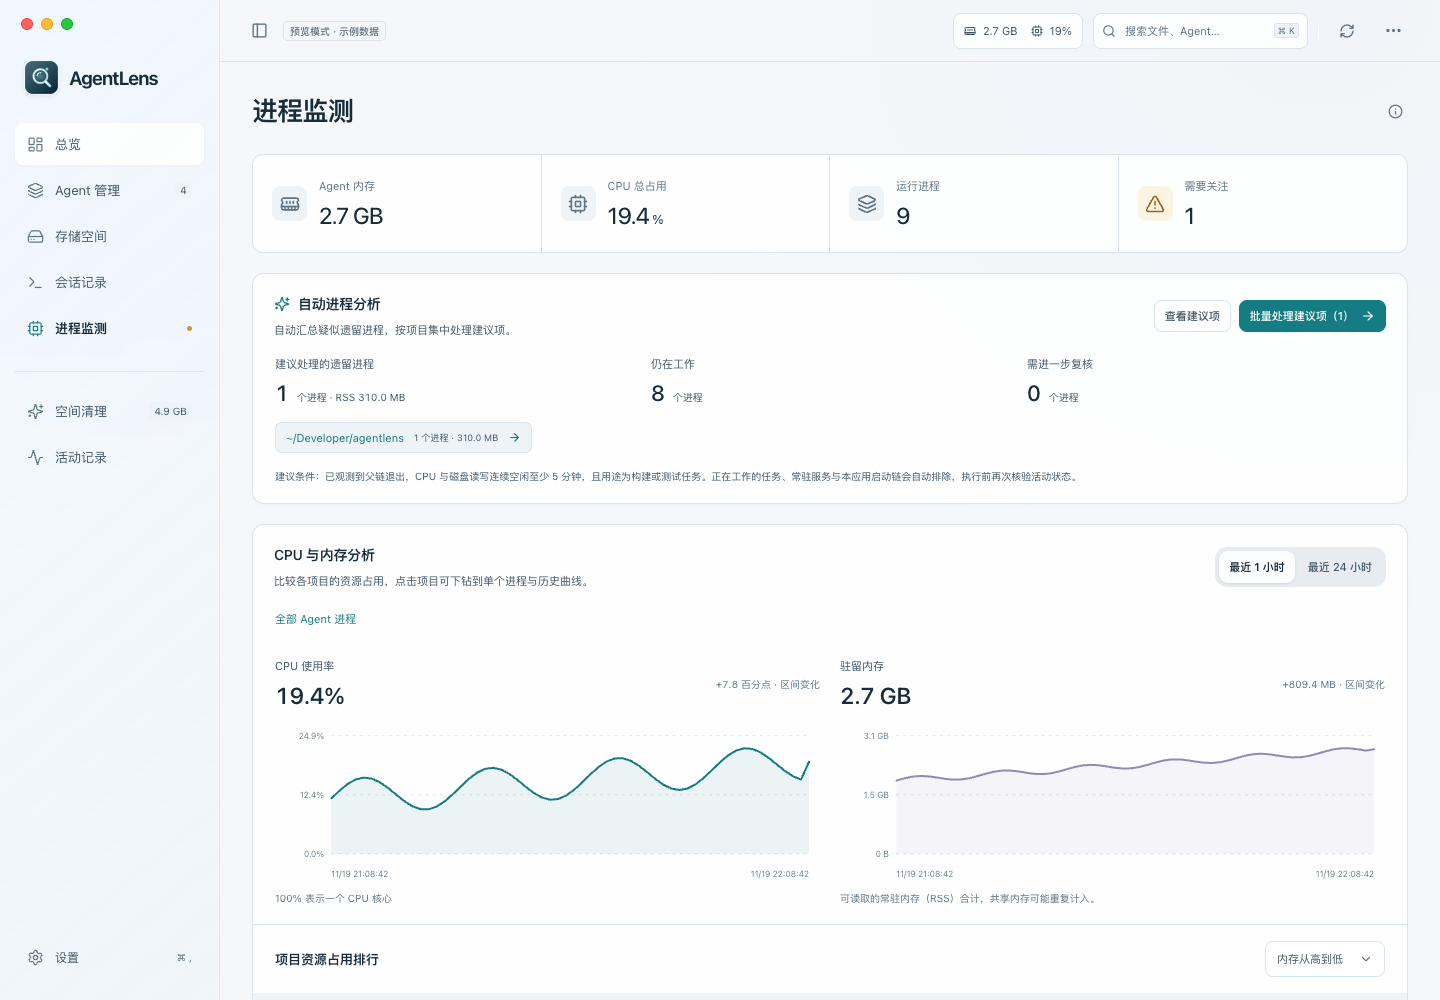 预览模式 · 示例数据
2.7 GB
19%
搜索文件、Agent...
⌘ K
AgentLens
总览
Agent 管理
4
存储空间
会话记录
进程监测
空间清理
4.9 GB
活动记录
设置
⌘ ,
进程监测
Agent 内存
2.7 GB
CPU 总占用
19.4%
运行进程
9
需要关注
1
自动进程分析
自动汇总疑似遗留进程，按项目集中处理建议项。
查看建议项
批量处理建议项（1）
建议处理的遗留进程
1 个进程 · RSS 310.0 MB
仍在工作
8 个进程
需进一步复核
0 个进程
~/Developer/agentlens 1 个进程 · 310.0 MB
建议条件：已观测到父链退出，CPU 与磁盘读写连续空闲至少 5 分钟，且用途为构建或测试任务。正在工作的任务、常驻服务与本应用启动链会自动排除，执行前再次核验活动状态。
CPU 与内存分析
比较各项目的资源占用，点击项目可下钻到单个进程与历史曲线。
最近 1 小时
最近 24 小时
全部 Agent 进程
CPU 使用率
19.4%
+7.8 百分点 · 区间变化
24.9%
12.4%
0.0%
11/19 21:08:42
11/19 22:08:42
100% 表示一个 CPU 核心
驻留内存
2.7 GB
+809.4 MB · 区间变化
3.1 GB
1.5 GB
0 B
11/19 21:08:42
11/19 22:08:42
可读取的常驻内存（RSS）合计，共享内存可能重复计入。
项目资源占用排行
内存从高到低